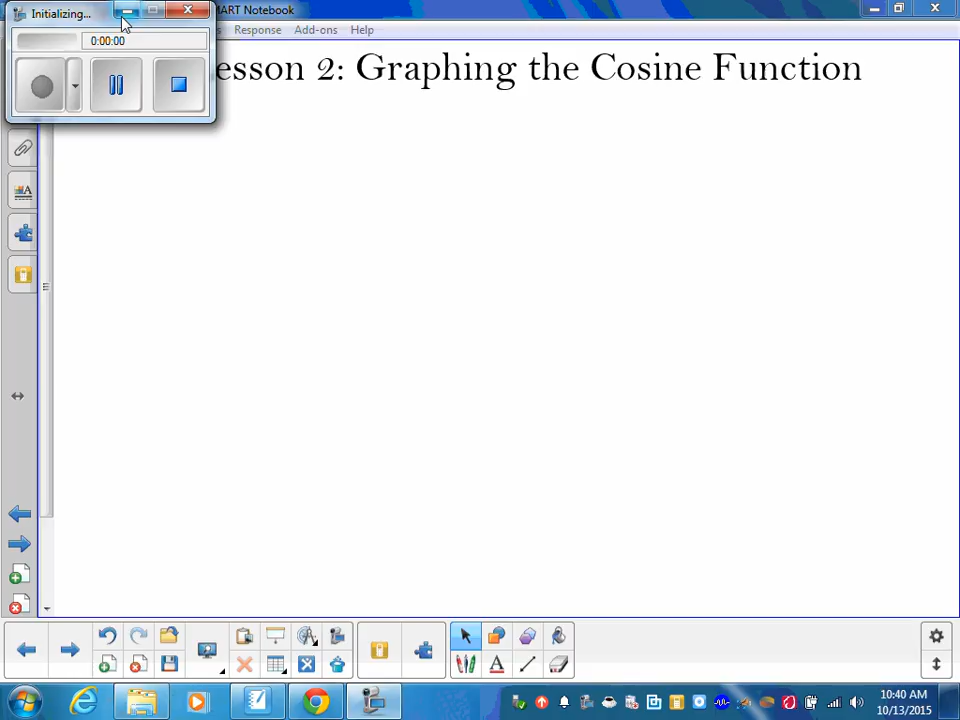 Initializing...
MART Notebook
0:00:00
Response Add-ons Help
esson 2: Graphing the Cosine Function
10:40 AM
10/13/2015